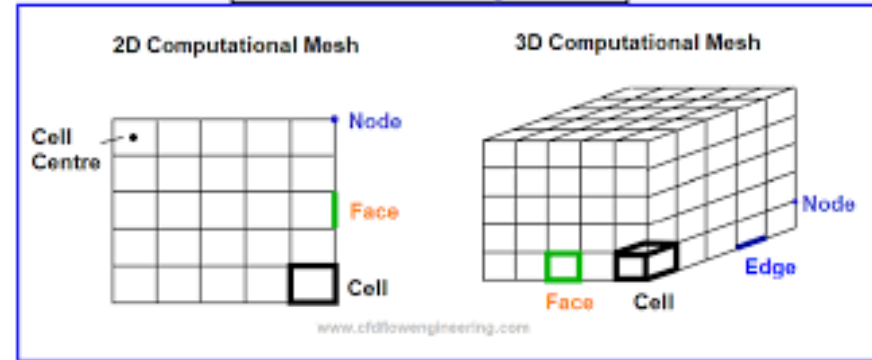 2D Computational Mesh
3D Computational Mesh
Node
Cell
Centre
Face
Cell
Node
Edge
Face
Cell
www.cfdflowengineering.com